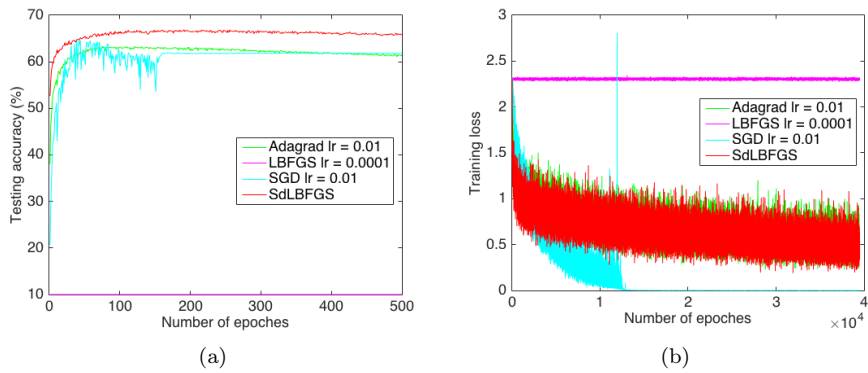 70
60
50
40
30
20
10
0
100
200
300
400
500
Testing accuracy (%)
Number of epoches
Adagrad lr = 0.01
LBFGS lr = 0.0001
SGD lr = 0.01
SdLBFGS
(a)
3
2.5
2
1.5
1
0.5
0
0
1
2
3
4
×10⁴
Training loss
Number of epoches
Adagrad lr = 0.01
LBFGS lr = 0.0001
SGD lr = 0.01
SdLBFGS
(b)